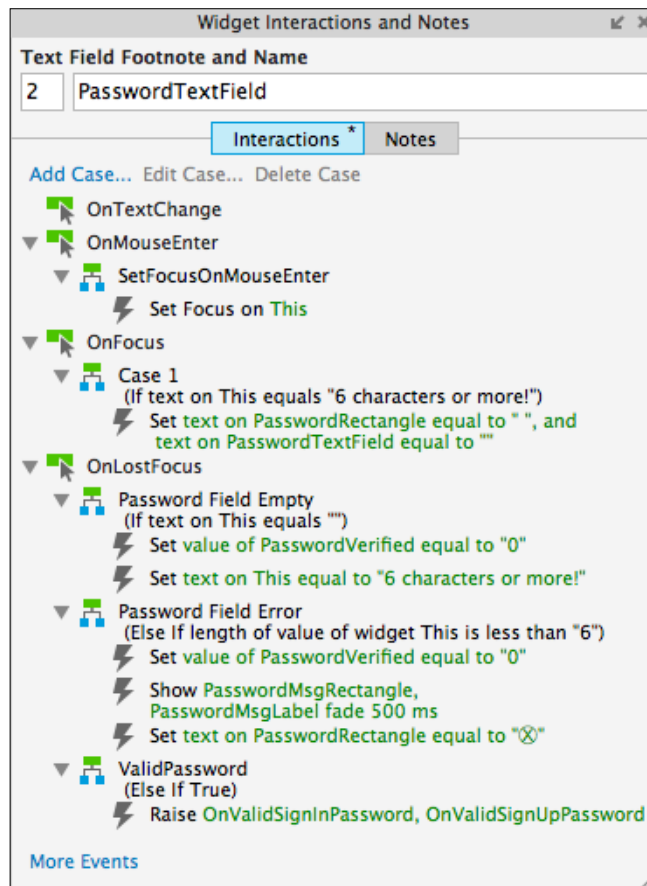 Widget Interactions and Notes
Text Field Footnote and Name
2 PasswordTextField
Interactions * Notes
Add Case... Edit Case... Delete Case
OnTextChange
OnMouseEnter
SetFocusOnMouseEnter
Set Focus on This
OnFocus
Case 1
(If text on This equals "6 characters or more!")
Set text on PasswordRectangle equal to " ", and
text on PasswordTextField equal to ""
OnLostFocus
Password Field Empty
(If text on This equals "")
Set value of PasswordVerified equal to "0"
Set text on This equal to "6 characters or more!"
Password Field Error
(Else If length of value of widget This is less than "6")
Set value of PasswordVerified equal to "0"
Show PasswordMsgRectangle,
PasswordMsgLabel fade 500 ms
Set text on PasswordRectangle equal to "Ⓧ"
ValidPassword
(Else If True)
Raise OnValidSignInPassword, OnValidSignUpPassword
More Events